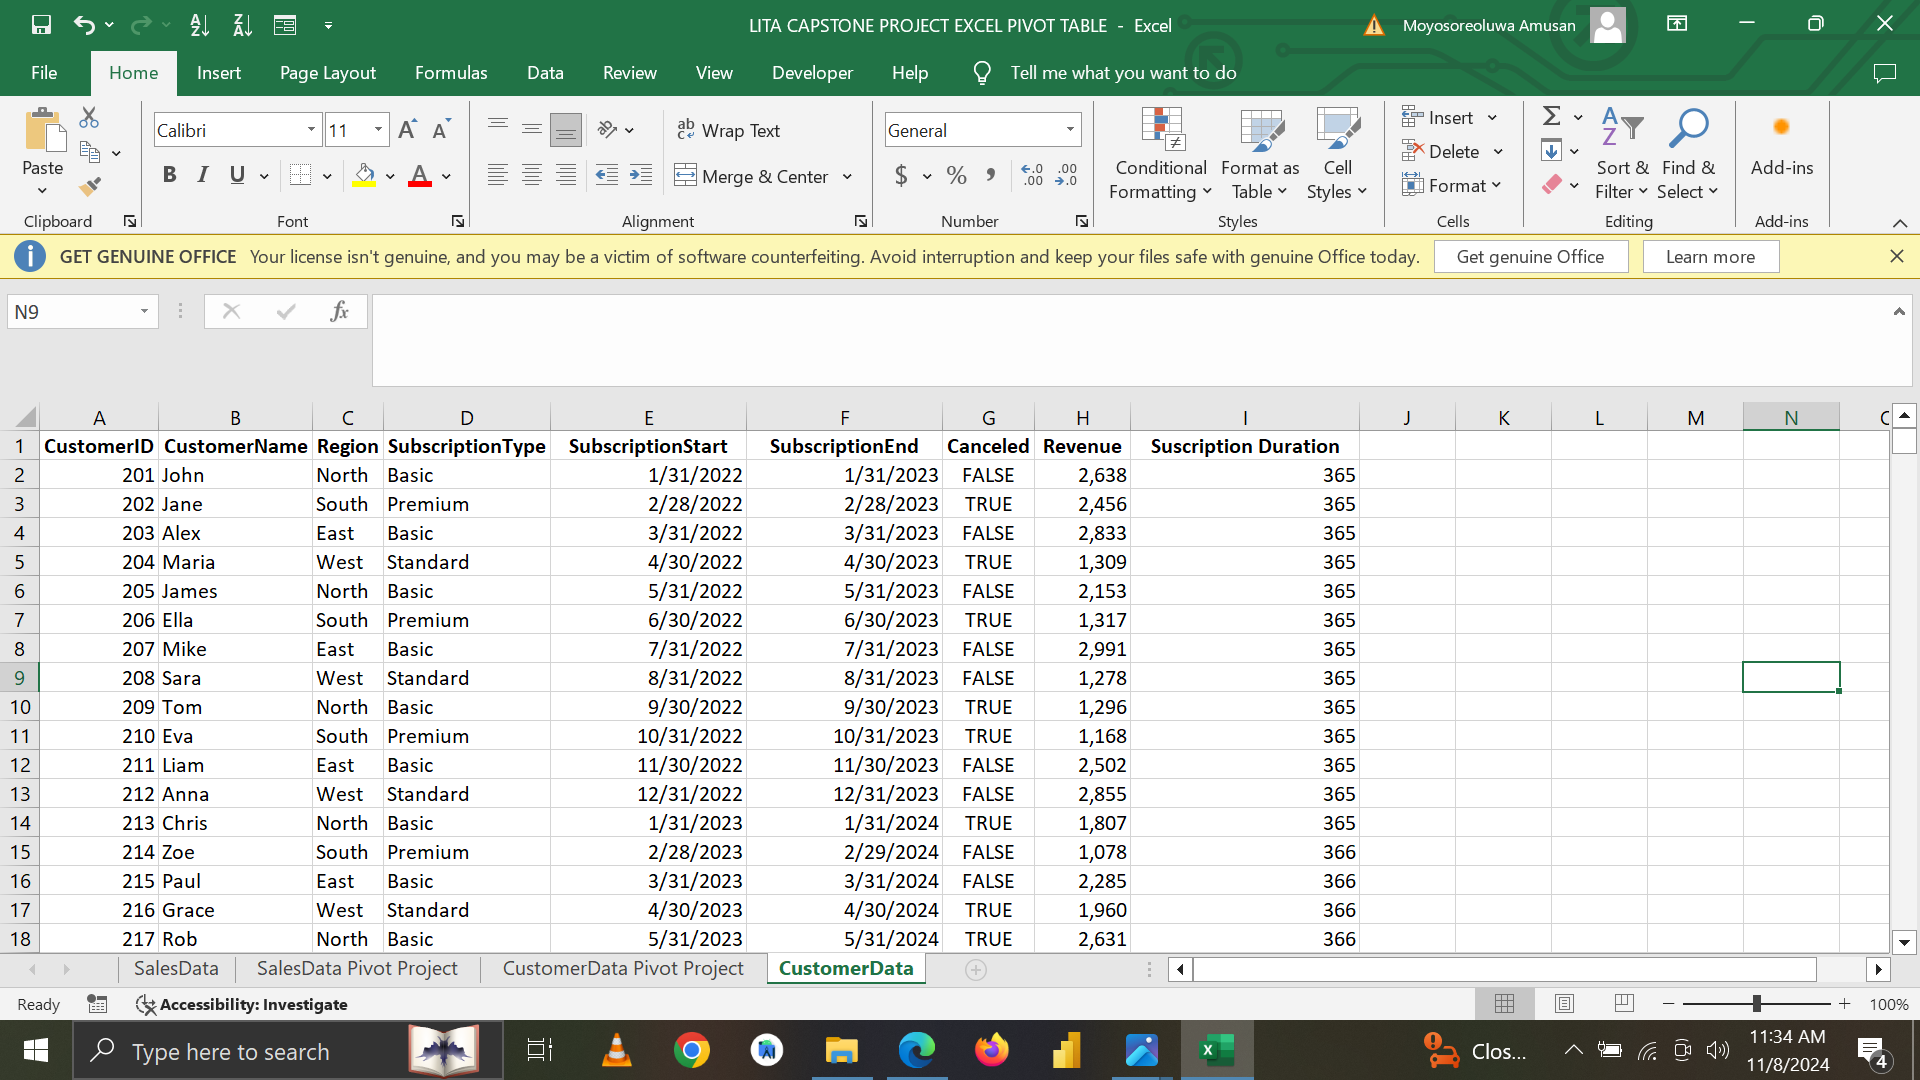 LITA CAPSTONE PROJECT EXCEL PIVOT TABLE - Excel
Moyosoreoluwa Amusan
File Home Insert Page Layout Formulas Data Review View Developer Help Tell me what you want to do
Paste
Clipboard
Calibri 11
B I U
Font
Wrap Text
Merge & Center
Alignment
General
$ % , .00 .0
Number
Conditional Formatting
Format as Table
Cell Styles
Styles
Insert
Delete
Format
Cells
Sort & Filter
Find & Select
Editing
Add-ins
Add-ins
GET GENUINE OFFICE Your license isn't genuine, and you may be a victim of software counterfeiting. Avoid interruption and keep your files safe with genuine Office today. Get genuine Office Learn more
N9 fx
A B C D E F G H I J K L M N
1 CustomerID CustomerName Region SubscriptionType SubscriptionStart SubscriptionEnd Canceled Revenue Suscription Duration
2 201 John North Basic 1/31/2022 1/31/2023 FALSE 2,638 365
3 202 Jane South Premium 2/28/2022 2/28/2023 TRUE 2,456 365
4 203 Alex East Basic 3/31/2022 3/31/2023 FALSE 2,833 365
5 204 Maria West Standard 4/30/2022 4/30/2023 TRUE 1,309 365
6 205 James North Basic 5/31/2022 5/31/2023 FALSE 2,153 365
7 206 Ella South Premium 6/30/2022 6/30/2023 TRUE 1,317 365
8 207 Mike East Basic 7/31/2022 7/31/2023 FALSE 2,991 365
9 208 Sara West Standard 8/31/2022 8/31/2023 FALSE 1,278 365
10 209 Tom North Basic 9/30/2022 9/30/2023 TRUE 1,296 365
11 210 Eva South Premium 10/31/2022 10/31/2023 TRUE 1,168 365
12 211 Liam East Basic 11/30/2022 11/30/2023 FALSE 2,502 365
13 212 Anna West Standard 12/31/2022 12/31/2023 FALSE 2,855 365
14 213 Chris North Basic 1/31/2023 1/31/2024 TRUE 1,807 365
15 214 Zoe South Premium 2/28/2023 2/29/2024 FALSE 1,078 366
16 215 Paul East Basic 3/31/2023 3/31/2024 FALSE 2,285 366
17 216 Grace West Standard 4/30/2023 4/30/2024 TRUE 1,960 366
18 217 Rob North Basic 5/31/2023 5/31/2024 TRUE 2,631 366
SalesData SalesData Pivot Project CustomerData Pivot Project CustomerData
Ready Accessibility: Investigate 100%
Type here to search Clos... 11:34 AM
11/8/2024 4